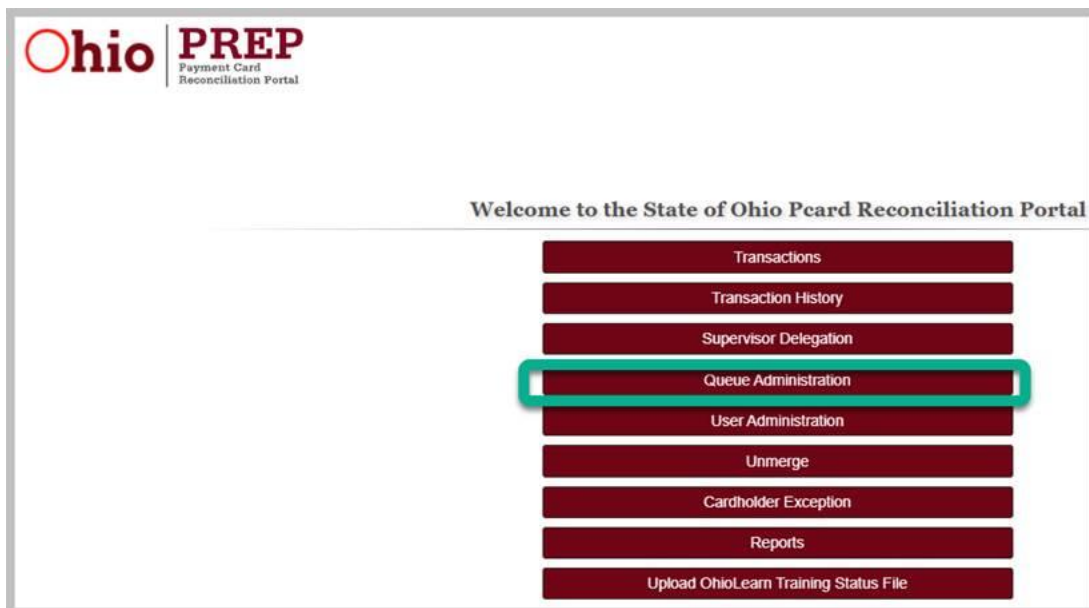 Ohio
PREP
Payment Card
Reconciliation Portal
Welcome to the State of Ohio Pcard Reconciliation Portal
Transactions
Transaction History
Supervisor Delegation
Queue Administration
User Administration
Unmerge
Cardholder Exception
Reports
Upload OhioLearn Training Status File